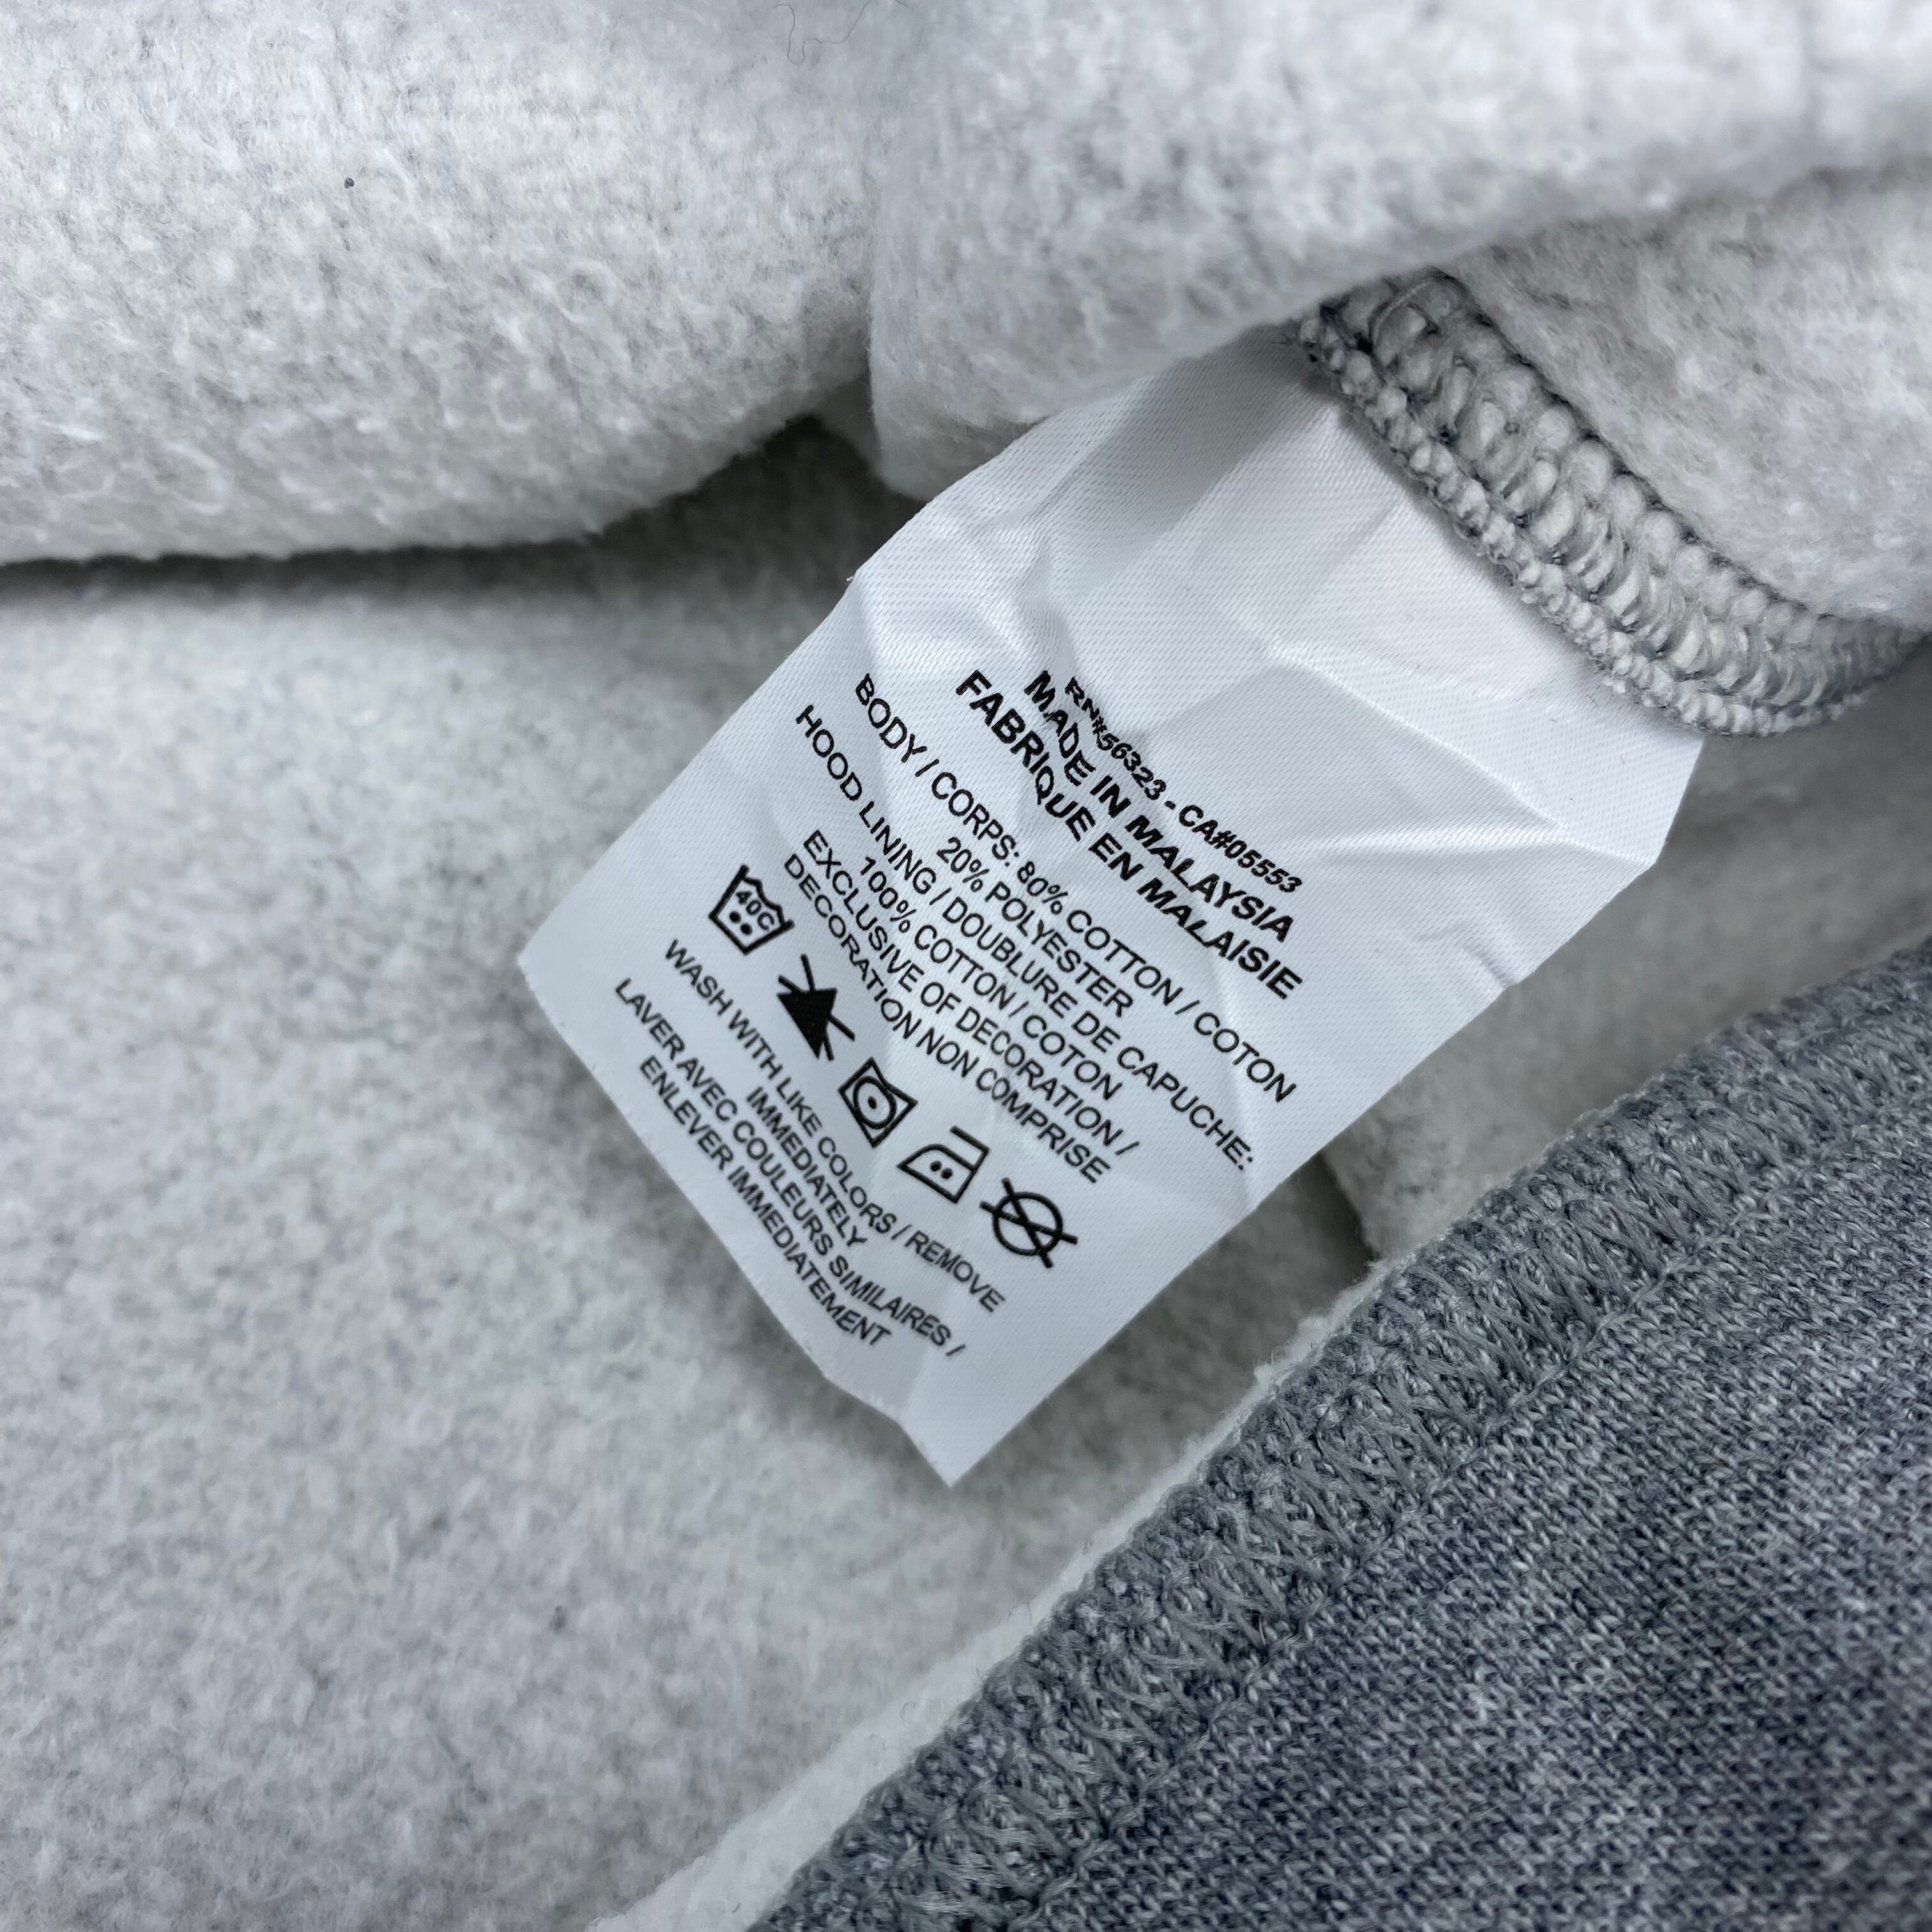 RN#56323 - CA#05553
MADE IN MALAYSIA
FABRIQUE EN MALAISIE
BODY / CORPS: 80% COTTON / COTON
20% POLYESTER
HOOD LINING / DOUBLURE DE CAPUCHE:
100% COTTON / COTON
EXCLUSIVE OF DECORATION /
DECORATION NON COMPRISE
40C
WASH WITH LIKE COLORS / REMOVE
IMMEDIATELY
LAVER AVEC COULEURS SIMILAIRES /
ENLEVER IMMEDIATEMENT